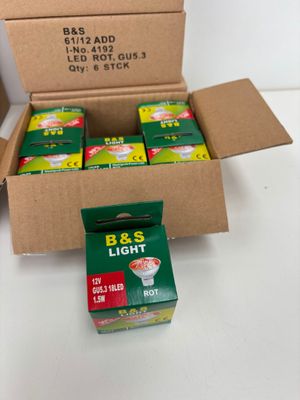 B&S
61/12 ADD
I-No. 4192
LED ROT, GU5.3
Qty: 6 STCK
B&S
LIGHT
B&S
LIGHT
B&S
LIGHT
12V
GU5.3 18LED
1.5W
ROT
B&S